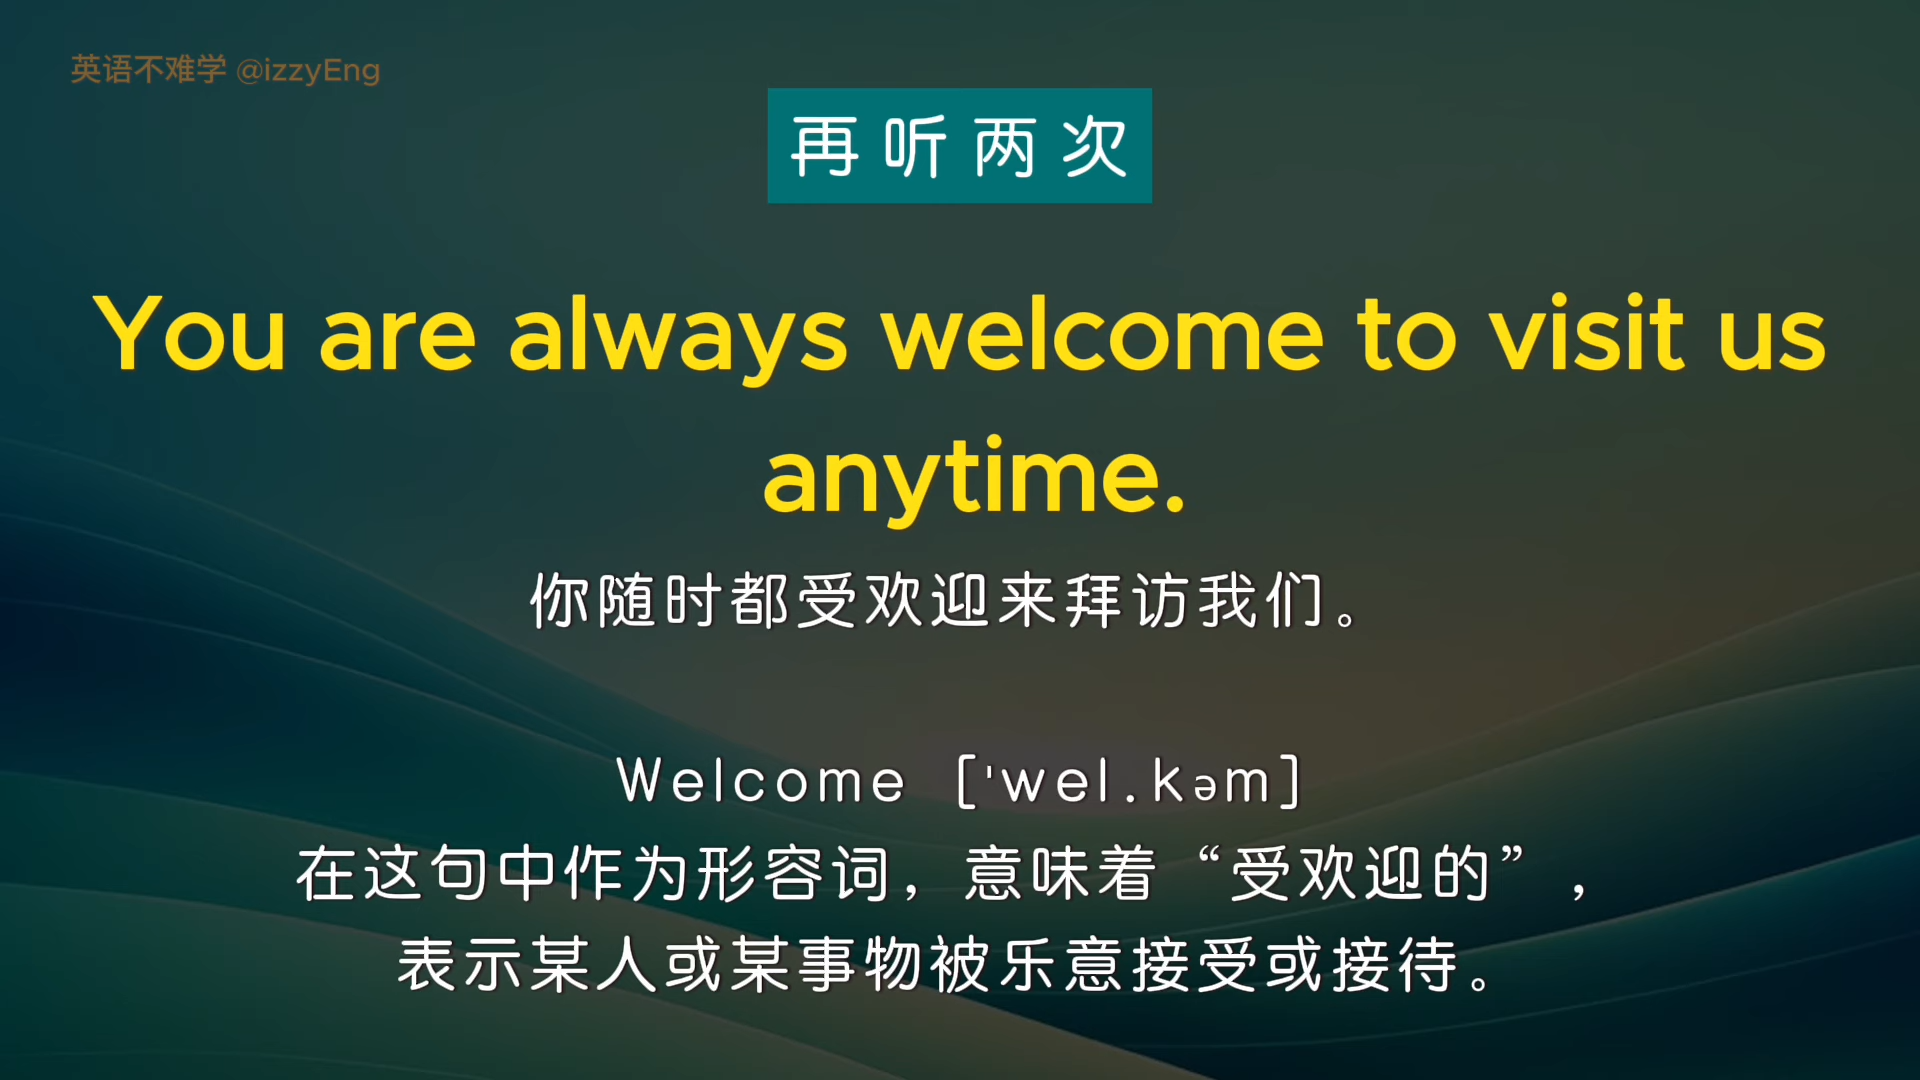 英语不难学 @izzyEng
再听两次
You are always welcome to visit us
anytime.
你随时都受欢迎来拜访我们。
Welcome ['wel.kəm]
在这句中作为形容词，意味着“受欢迎的”，
表示某人或某事物被乐意接受或接待。